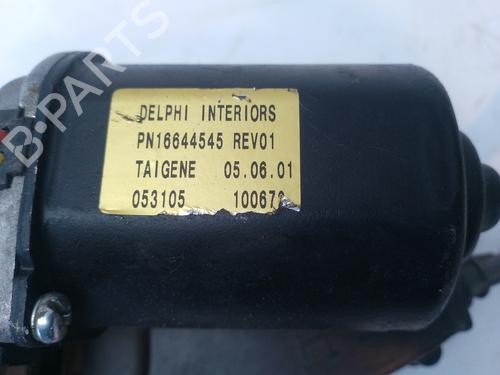 DELPHI INTERIORS
PN16644545 REV01
TAIGENE 05.06.01
053105
B-PARTS